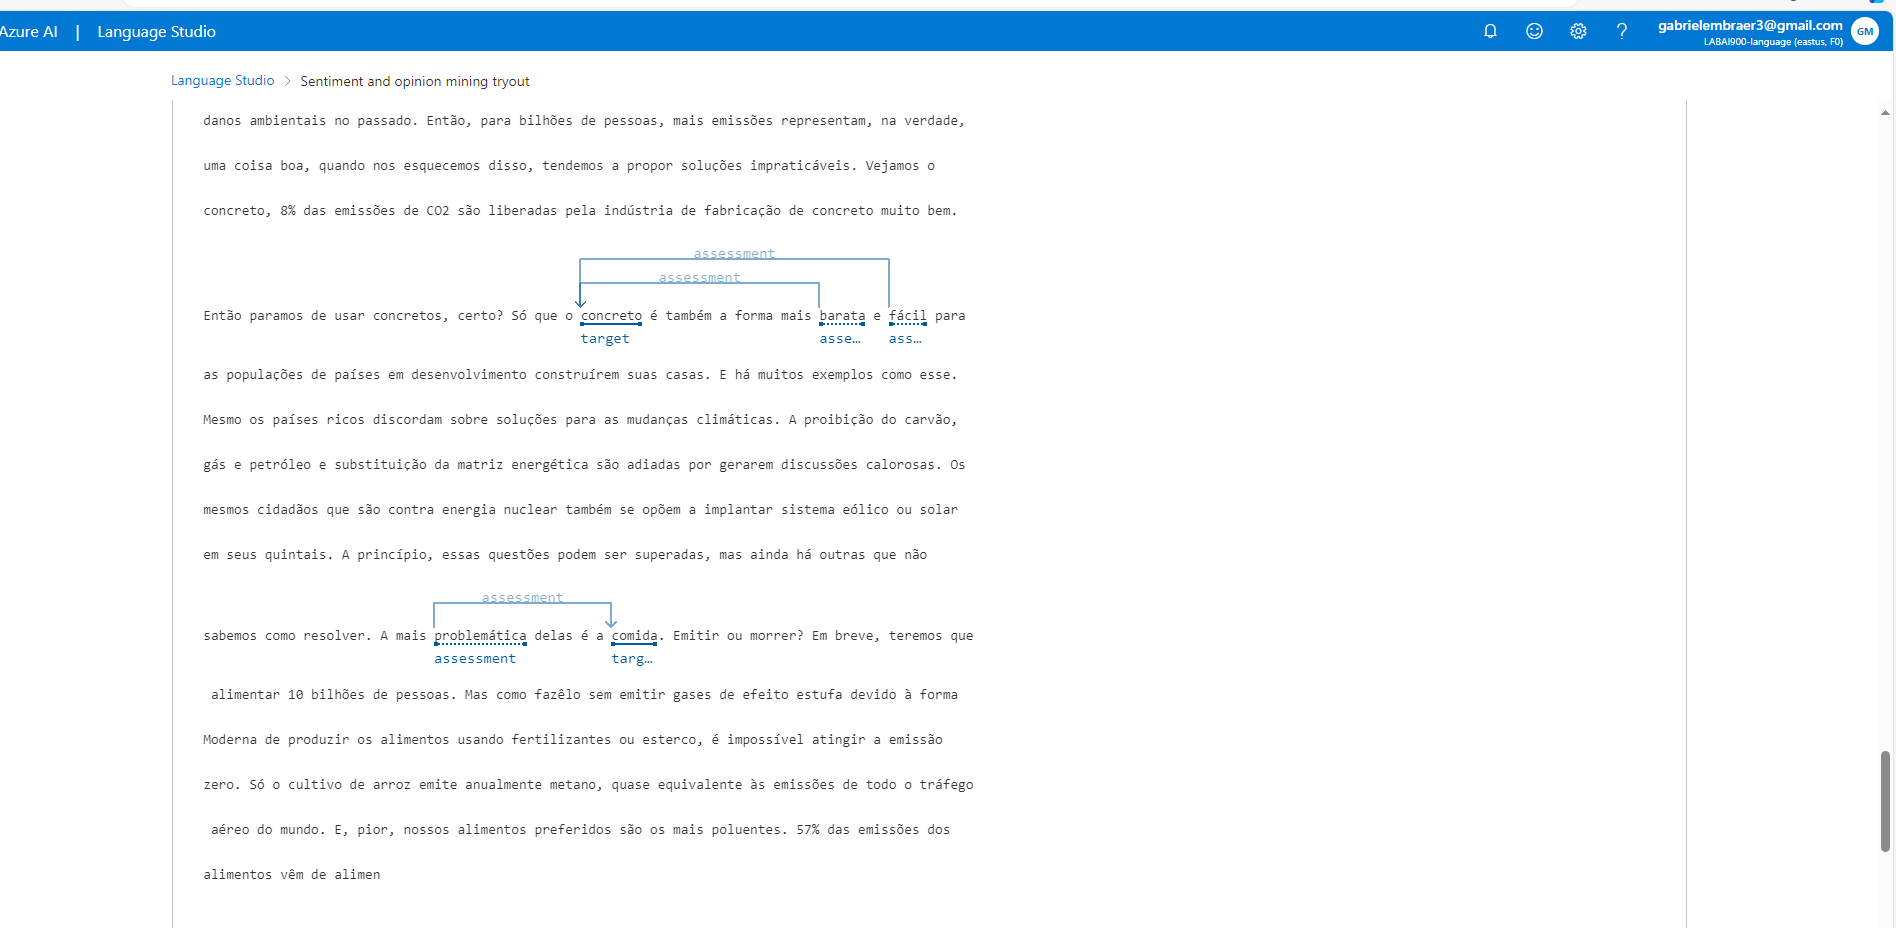 Azure AI | Language Studio
gabrielembraer3@gmail.com
LABAI900-language (eastus, F0)
GM
Language Studio > Sentiment and opinion mining tryout
danos ambientais no passado. Então, para bilhões de pessoas, mais emissões representam, na verdade,
uma coisa boa, quando nos esquecemos disso, tendemos a propor soluções impraticáveis. Vejamos o
concreto, 8% das emissões de CO2 são liberadas pela indústria de fabricação de concreto muito bem.
assessment
assessment
Então paramos de usar concretos, certo? Só que o concreto é também a forma mais barata e fácil para
target asse… ass…
as populações de países em desenvolvimento construírem suas casas. E há muitos exemplos como esse.
Mesmo os países ricos discordam sobre soluções para as mudanças climáticas. A proibição do carvão,
gás e petróleo e substituição da matriz energética são adiadas por gerarem discussões calorosas. Os
mesmos cidadãos que são contra energia nuclear também se opõem a implantar sistema eólico ou solar
em seus quintais. A princípio, essas questões podem ser superadas, mas ainda há outras que não
assessment
sabemos como resolver. A mais problemática delas é a comida. Emitir ou morrer? Em breve, teremos que
assessment targ…
alimentar 10 bilhões de pessoas. Mas como fazêlo sem emitir gases de efeito estufa devido à forma
Moderna de produzir os alimentos usando fertilizantes ou esterco, é impossível atingir a emissão
zero. Só o cultivo de arroz emite anualmente metano, quase equivalente às emissões de todo o tráfego
aéreo do mundo. E, pior, nossos alimentos preferidos são os mais poluentes. 57% das emissões dos
alimentos vêm de alimen